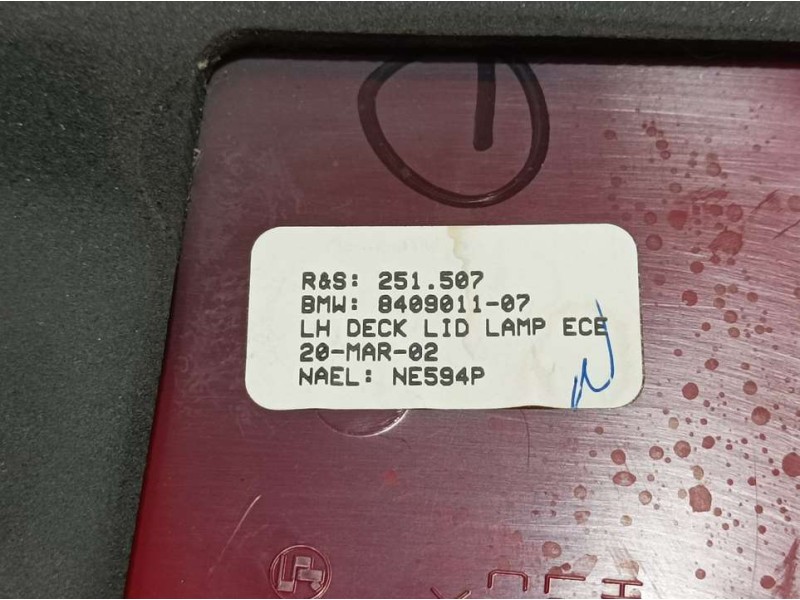 R&S: 251.507
BMW: 8409011-07
LH DECK LID LAMP ECE
20-MAR-02
NAEL: NE594P